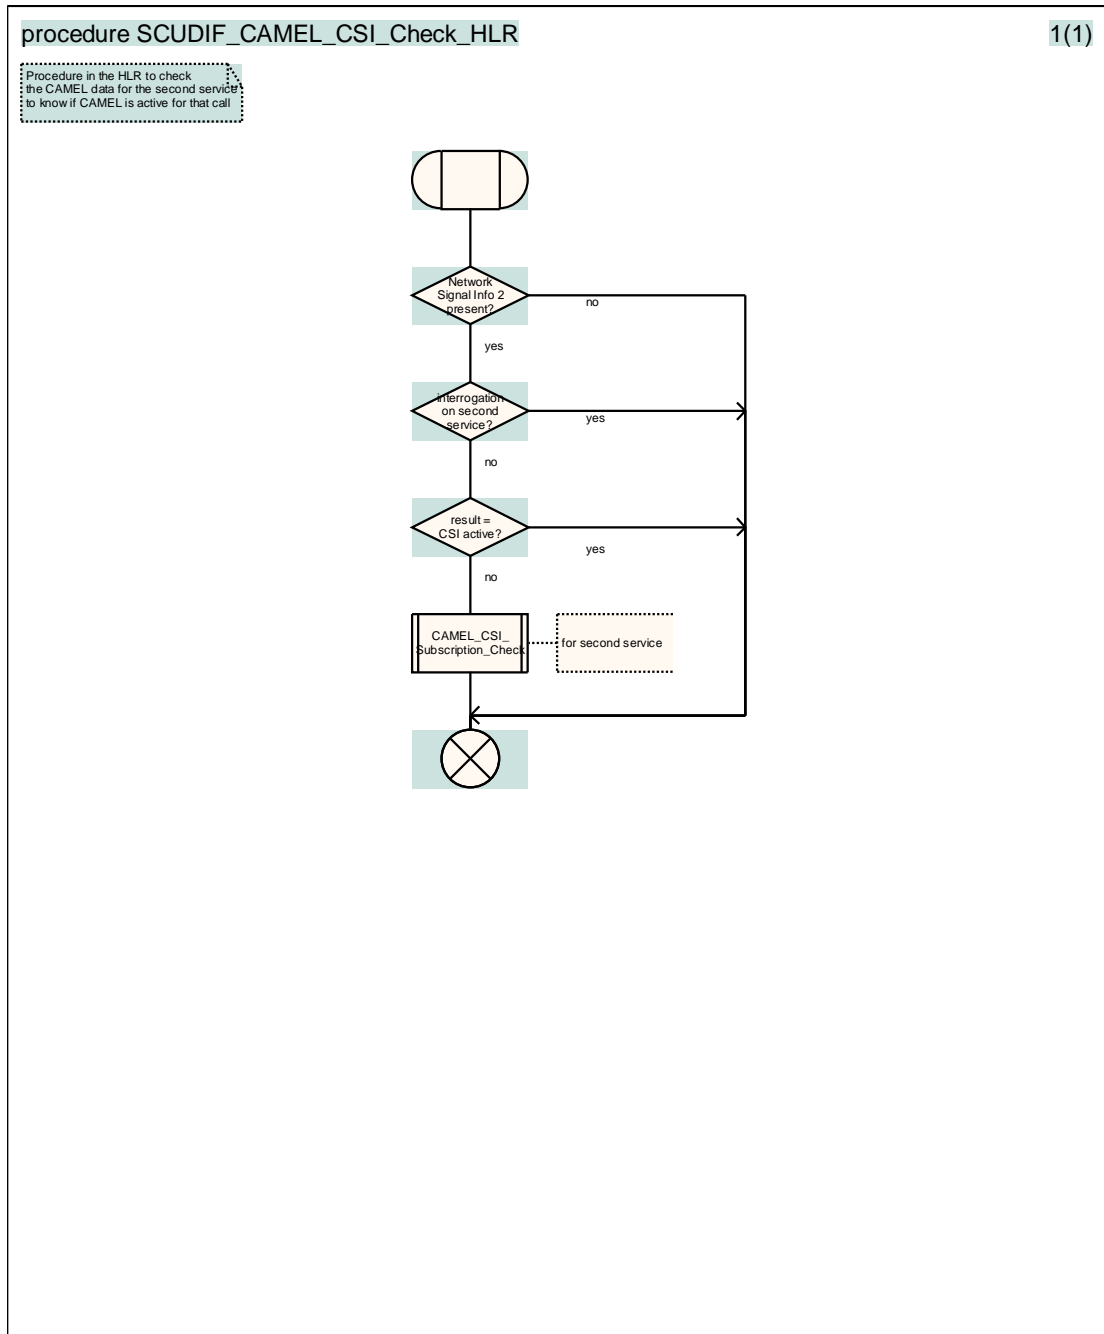 procedure SCUDIF_CAMEL_CSI_Check_HLR
1(1)
Procedure in the HLR to check
the CAMEL data for the second service
to know if CAMEL is active for that call
Network
Signal Info 2
present?
no
yes
interrogation
on second
service?
yes
no
result =
CSI active?
yes
no
CAMEL_CSI_
Subscription_Check
for second service